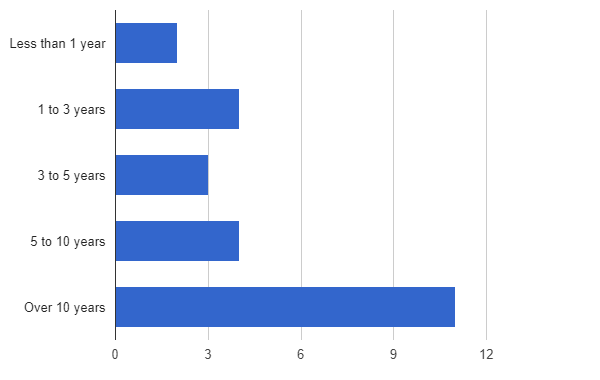 Less than 1 year
1 to 3 years
3 to 5 years
5 to 10 years
Over 10 years
0 3 6 9 12